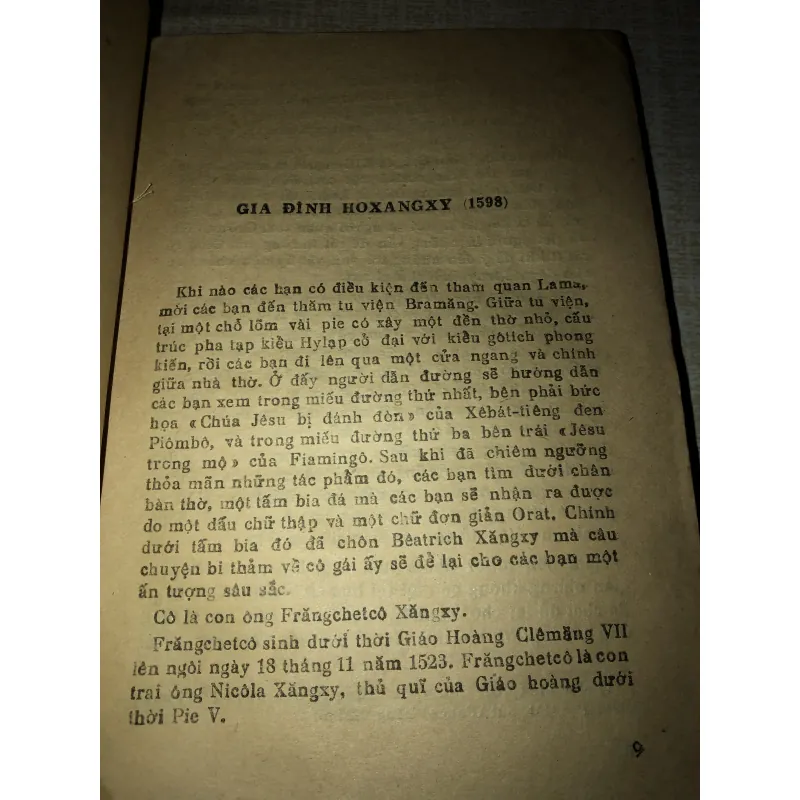 GIA ĐÌNH HOXANGXY (1598)
Khi nào các bạn có điều kiện đến tham quan Lama,
mời các bạn đến thăm tu viện Bramăng. Giữa tu viện,
tại một chỗ lõm vài pie có xây một đền thờ nhỏ, cấu
trúc pha tạp kiểu Hylạp cổ đại với kiểu gôtich phong
kiến, rồi các bạn đi lên qua một cửa ngang và chính
giữa nhà thờ. Ở đấy người dẫn đường sẽ hướng dẫn
các bạn xem trong miếu đường thứ nhất, bên phải bức
họa «Chúa Jêsu bị đánh đòn» của Xêbát-tiêng đen
Piômbô, và trong miếu đường thứ ba bên trái «Jêsu
trong mộ» của Fiamingô. Sau khi đã chiêm ngưỡng
thỏa mãn những tác phẩm đó, các bạn tìm dưới chân
bàn thờ, một tấm bia đá mà các bạn sẽ nhận ra được
do một dấu chữ thập và một chữ đơn giản Orat. Chính
dưới tấm bia đó đã chôn Bêatrich Xăngxy mà câu
chuyện bi thảm về cô gái ấy sẽ để lại cho các bạn một
ấn tượng sâu sắc.
Cô là con ông Frăngchetcô Xăngxy.
Frăngchetcô sinh dưới thời Giáo Hoàng Clêmăng VII
lên ngôi ngày 18 tháng 11 năm 1523. Frăngchetcô là con
trai ông Nicôla Xăngxy, thủ quĩ của Giáo hoàng dưới
thời Pie V.
9